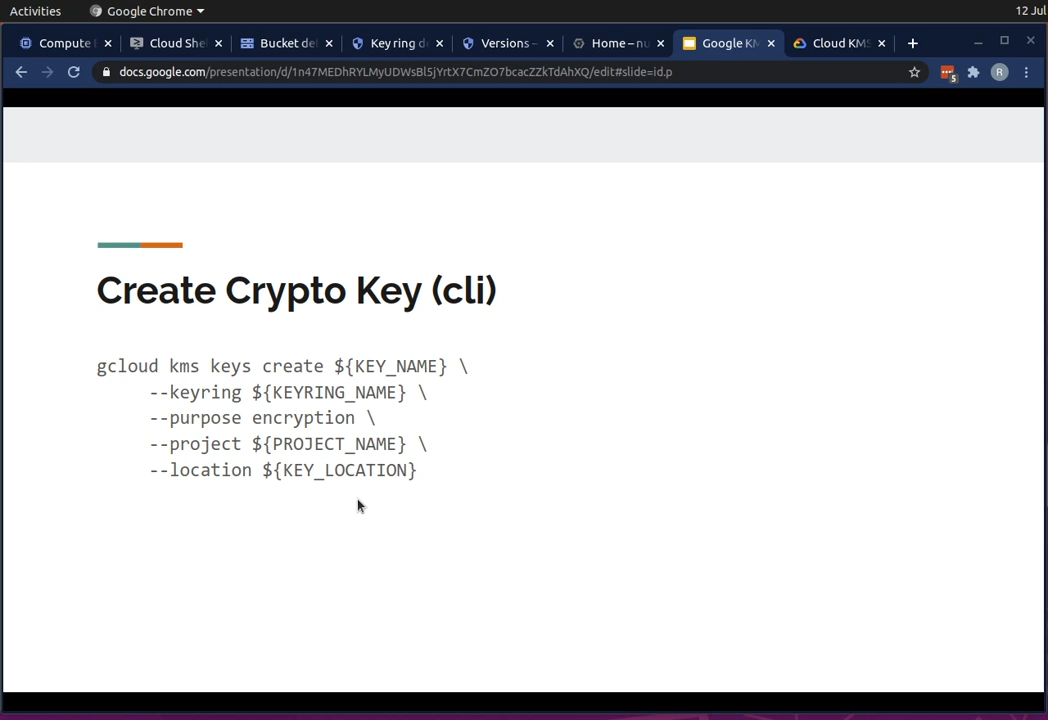 Activities
Google Chrome
12 Jul
Compute E
Cloud She
Bucket de
Key ring d
Versions –
Home – nu
Google KM
Cloud KMS
docs.google.com/presentation/d/1n47MEDhRYLMyUDWsBl5jYrtX7CmZO7bcacZZkTdAhXQ/edit#slide=id.p
5
R
Create Crypto Key (cli)
gcloud kms keys create ${KEY_NAME} \
--keyring ${KEYRING_NAME} \
--purpose encryption \
--project ${PROJECT_NAME} \
--location ${KEY_LOCATION}